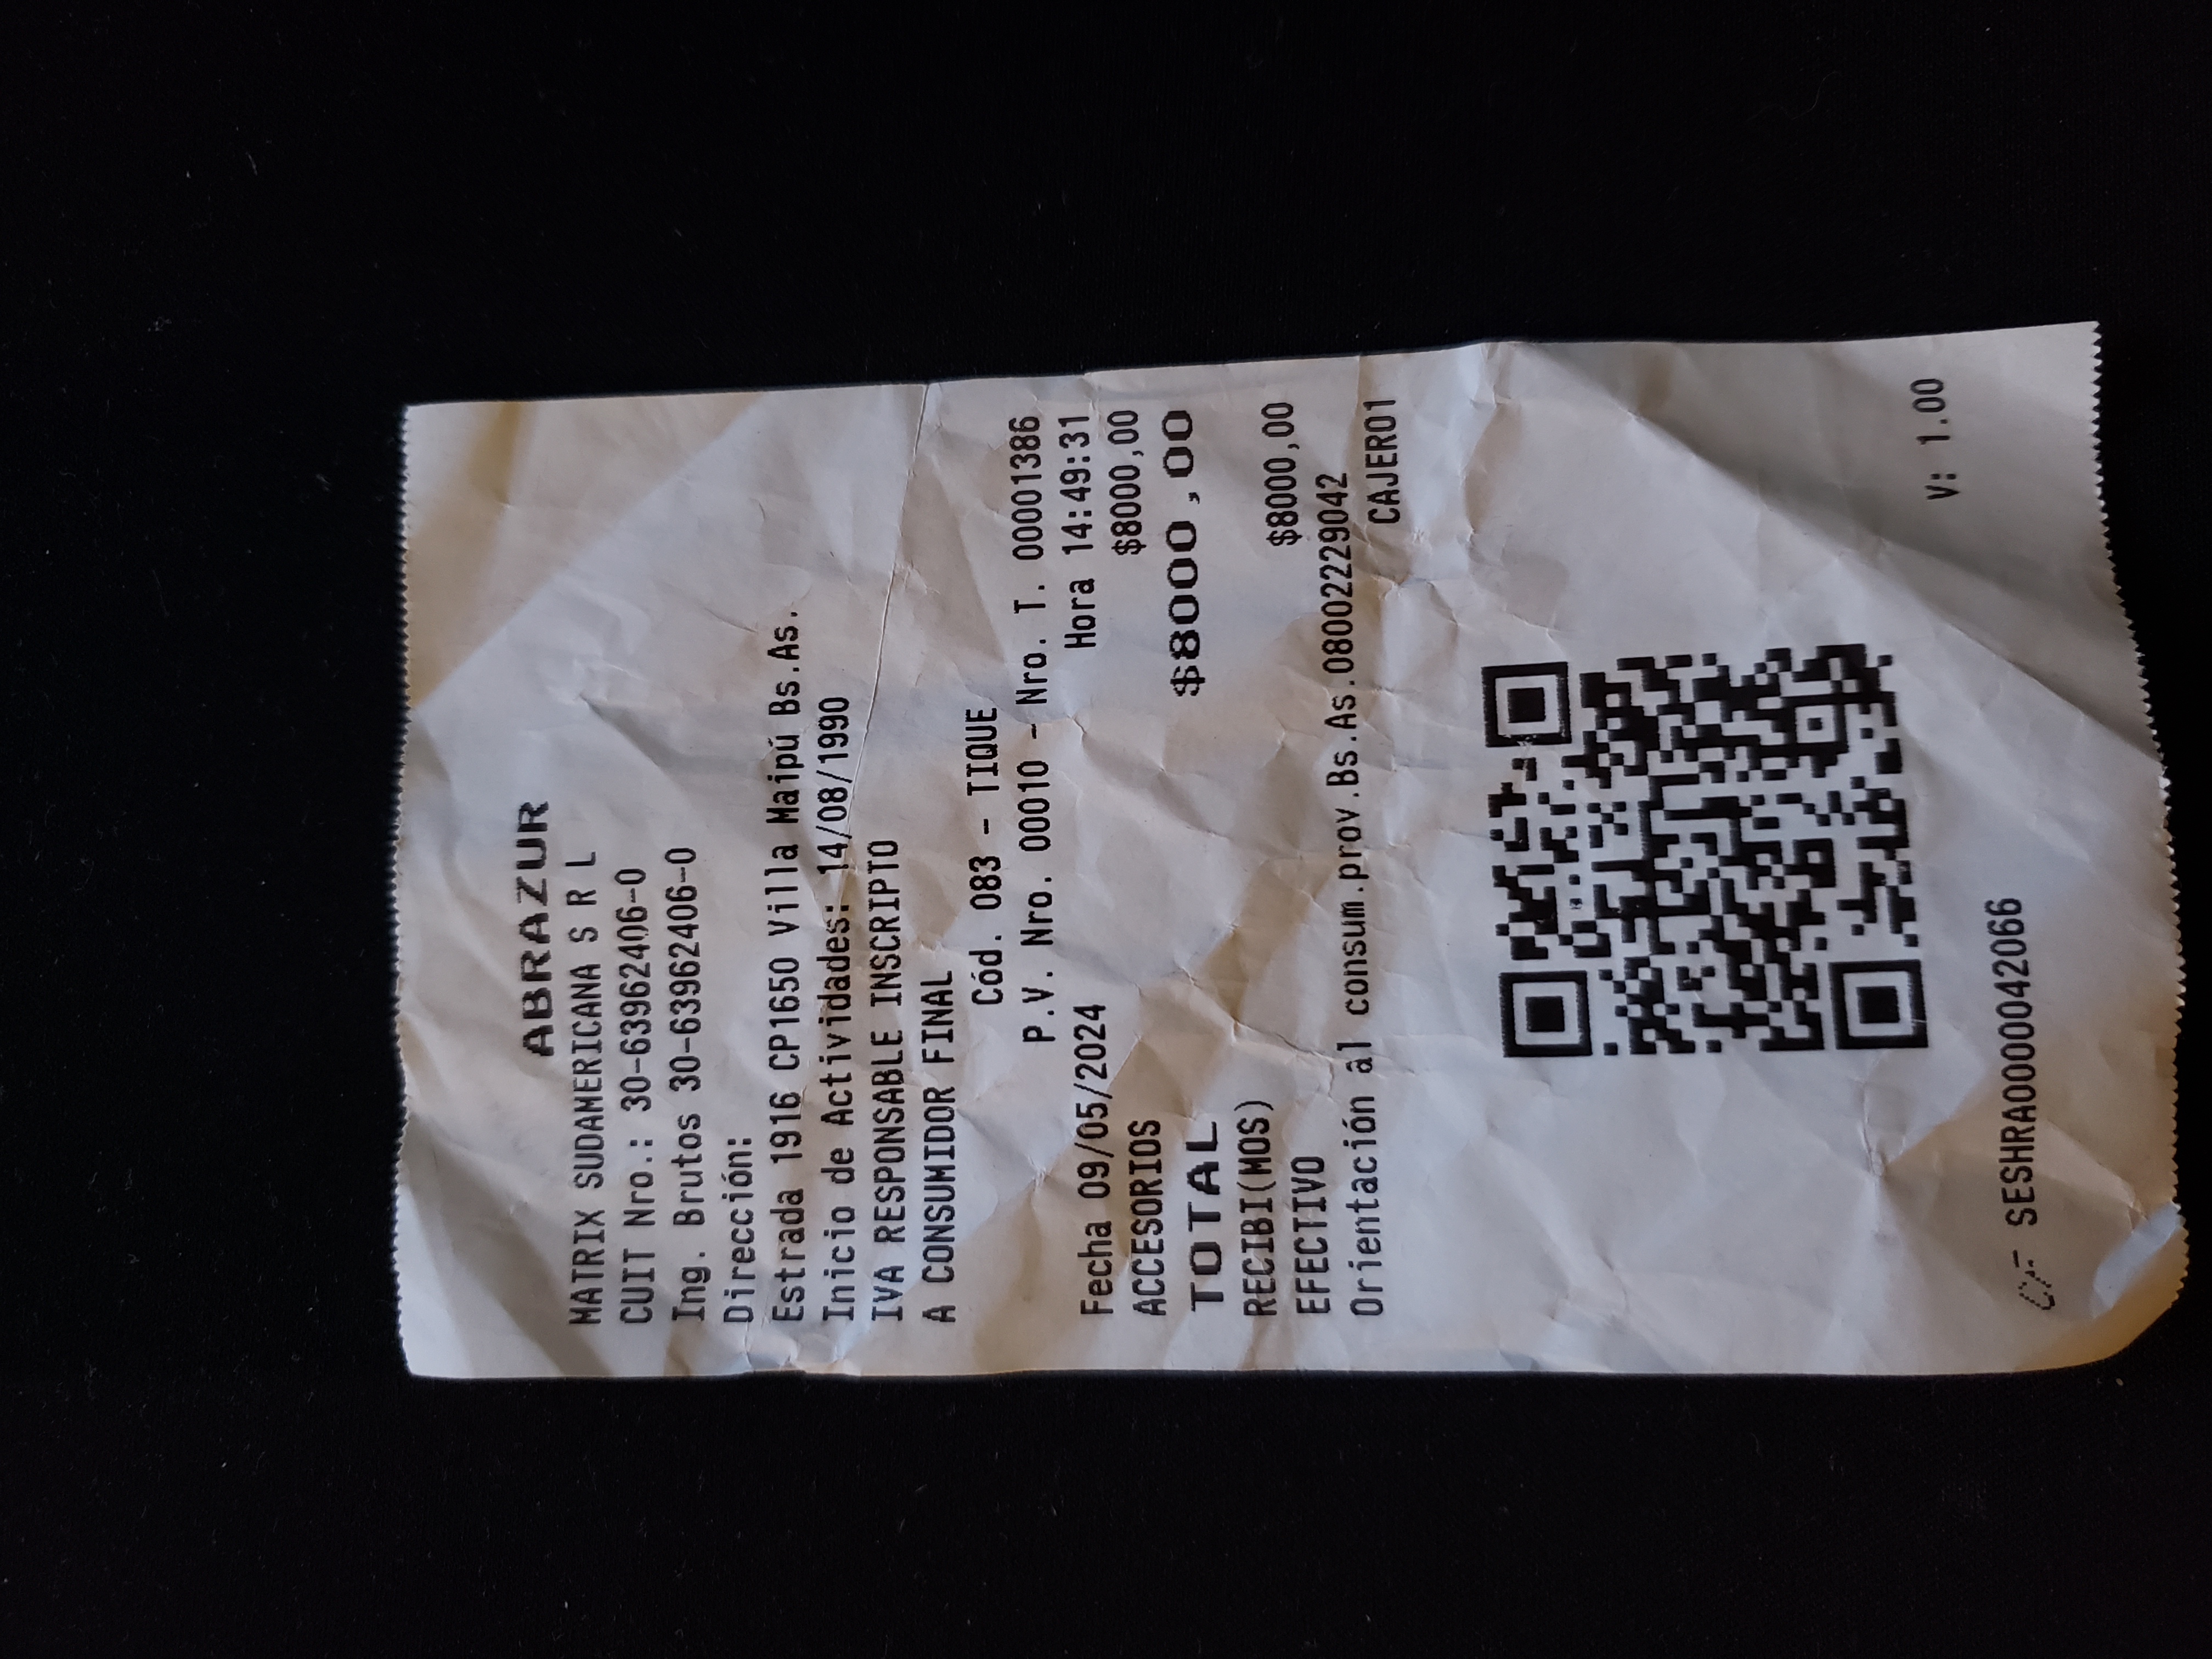 ABRAZUR
MATRIX SUDAMERICANA S R L
CUIT Nro.: 30-63962406-0
Ing. Brutos 30-63962406-0
Dirección:
Estrada 1916 CP1650 Villa Maipú Bs.As.
Inicio de Actividades: 14/08/1990
IVA RESPONSABLE INSCRIPTO
A CONSUMIDOR FINAL
Cód. 083 - TIQUE
P.V. Nro. 00010 - Nro. T. 00001386
Fecha 09/05/2024 Hora 14:49:31
ACCESORIOS $8000,00
TOTAL $8000,00
RECIBI(MOS)
EFECTIVO $8000,00
Orientación al consum.prov.Bs.As.08002229042
CAJERO1
V: 1.00
CF SESHRA0000042066